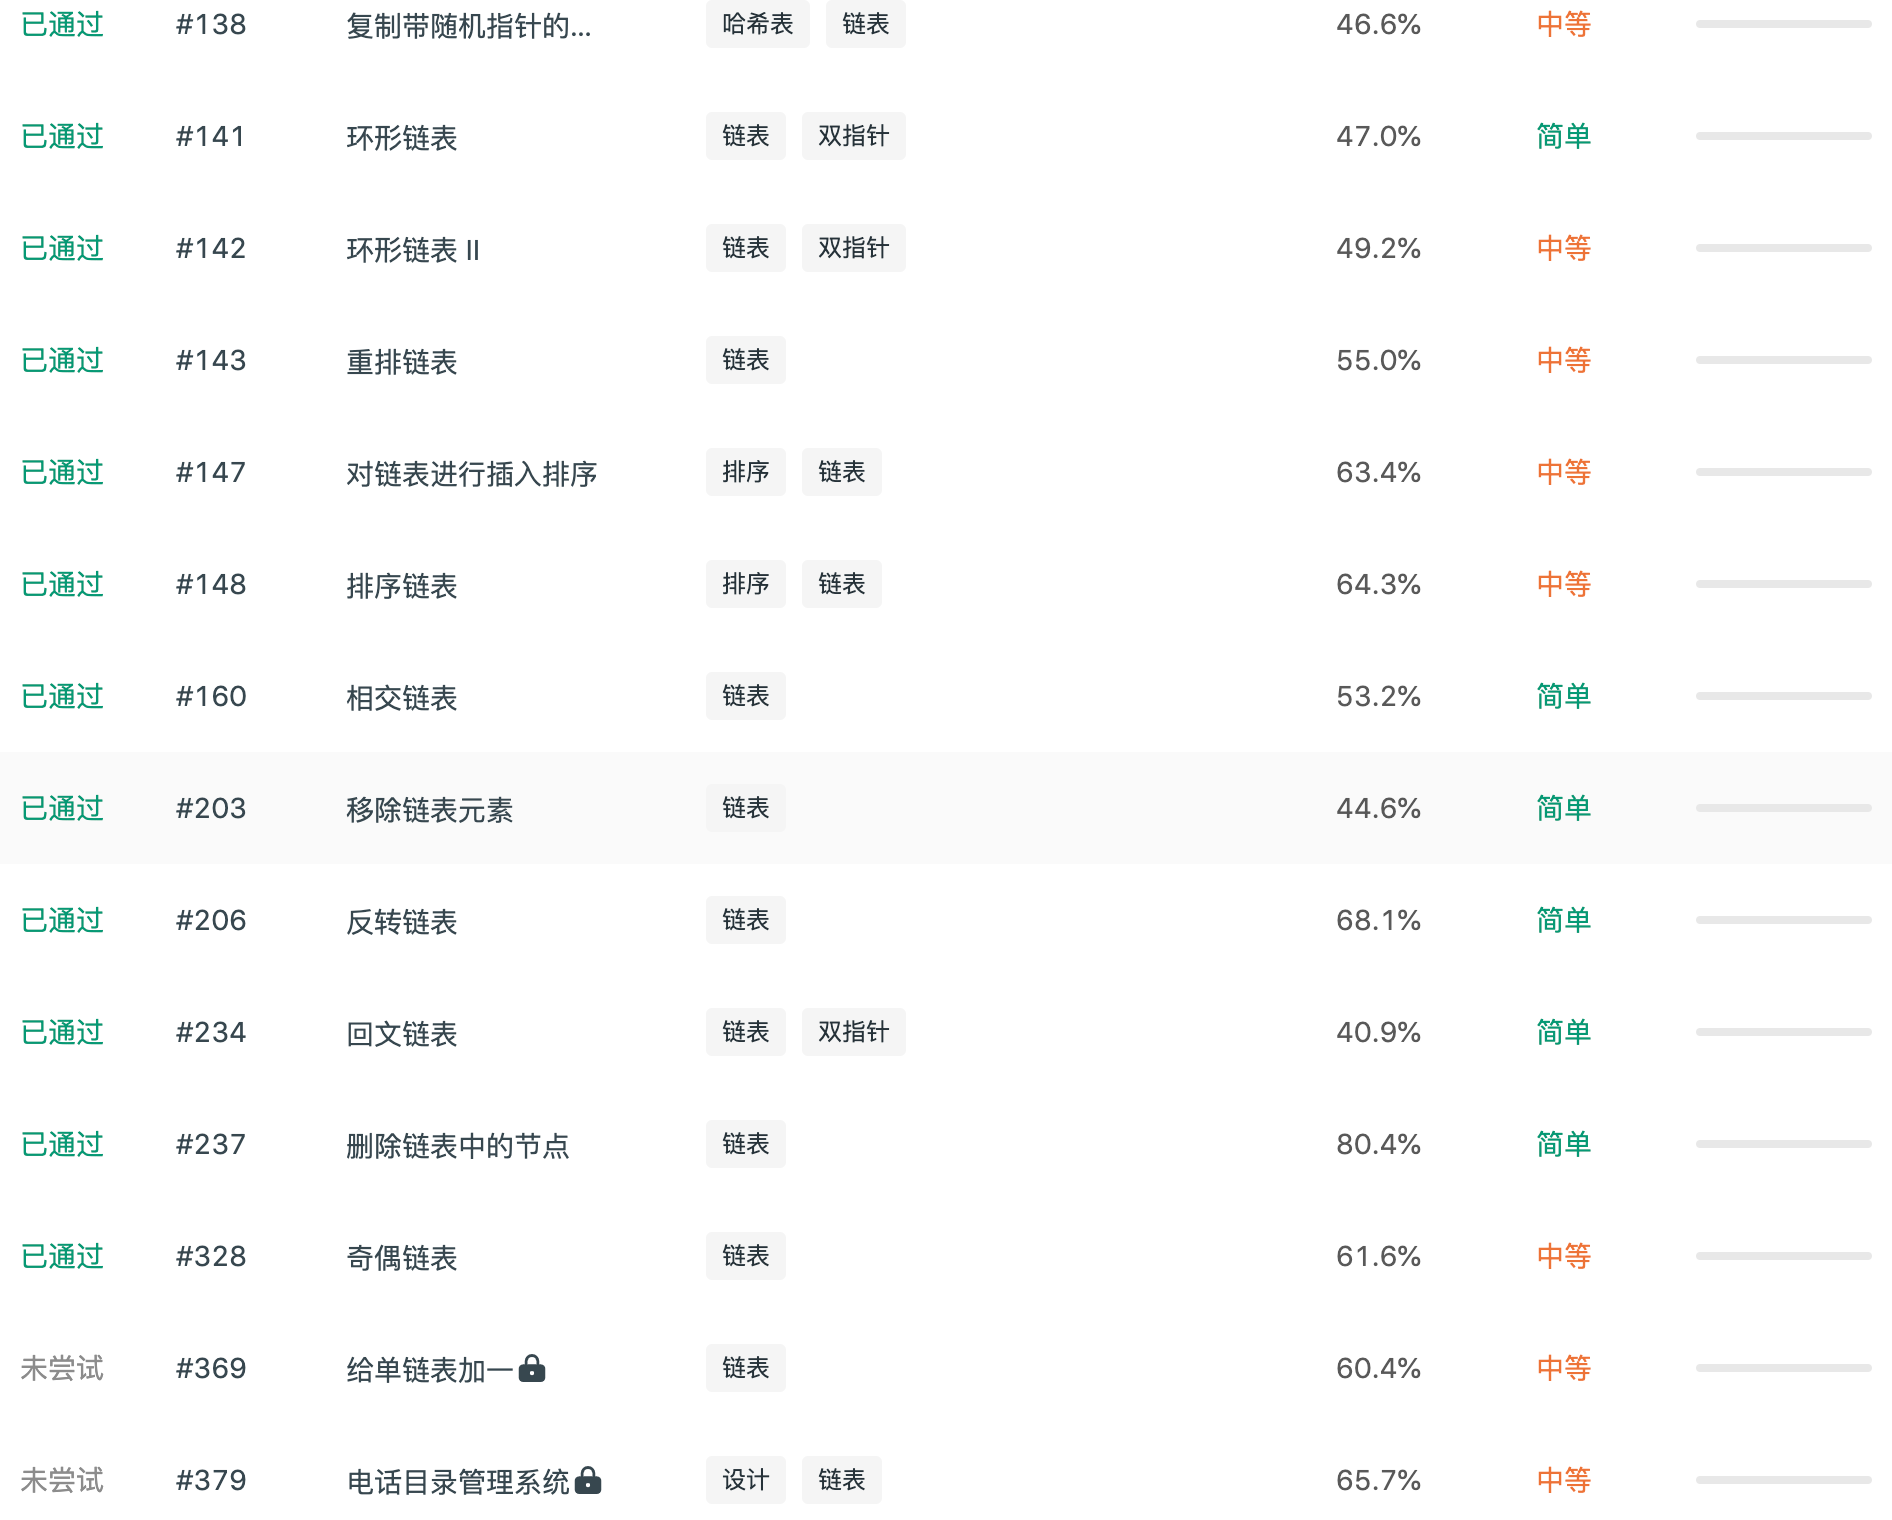 已通过 #138 复制带随机指针的... 哈希表 链表 46.6% 中等
已通过 #141 环形链表 链表 双指针 47.0% 简单
已通过 #142 环形链表 II 链表 双指针 49.2% 中等
已通过 #143 重排链表 链表 55.0% 中等
已通过 #147 对链表进行插入排序 排序 链表 63.4% 中等
已通过 #148 排序链表 排序 链表 64.3% 中等
已通过 #160 相交链表 链表 53.2% 简单
已通过 #203 移除链表元素 链表 44.6% 简单
已通过 #206 反转链表 链表 68.1% 简单
已通过 #234 回文链表 链表 双指针 40.9% 简单
已通过 #237 删除链表中的节点 链表 80.4% 简单
已通过 #328 奇偶链表 链表 61.6% 中等
未尝试 #369 给单链表加一 链表 60.4% 中等
未尝试 #379 电话目录管理系统 设计 链表 65.7% 中等